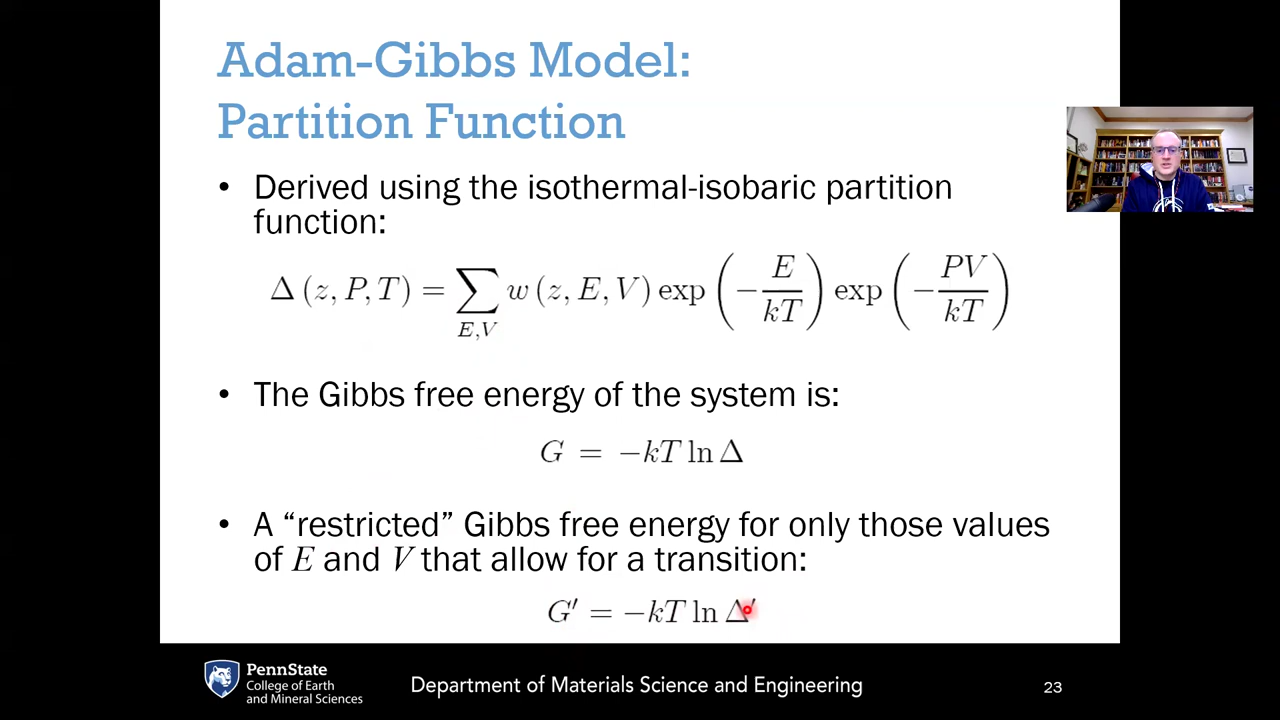 Adam-Gibbs Model:
Partition Function
• Derived using the isothermal-isobaric partition
function:
Δ (z, P, T) = ∑_{E,V} w (z, E, V) exp (−E/kT) exp (−PV/kT)
• The Gibbs free energy of the system is:
G = −kT ln Δ
• A “restricted” Gibbs free energy for only those values
of E and V that allow for a transition:
G′ = −kT ln Δ′
PennState
College of Earth
and Mineral Sciences
Department of Materials Science and Engineering
23